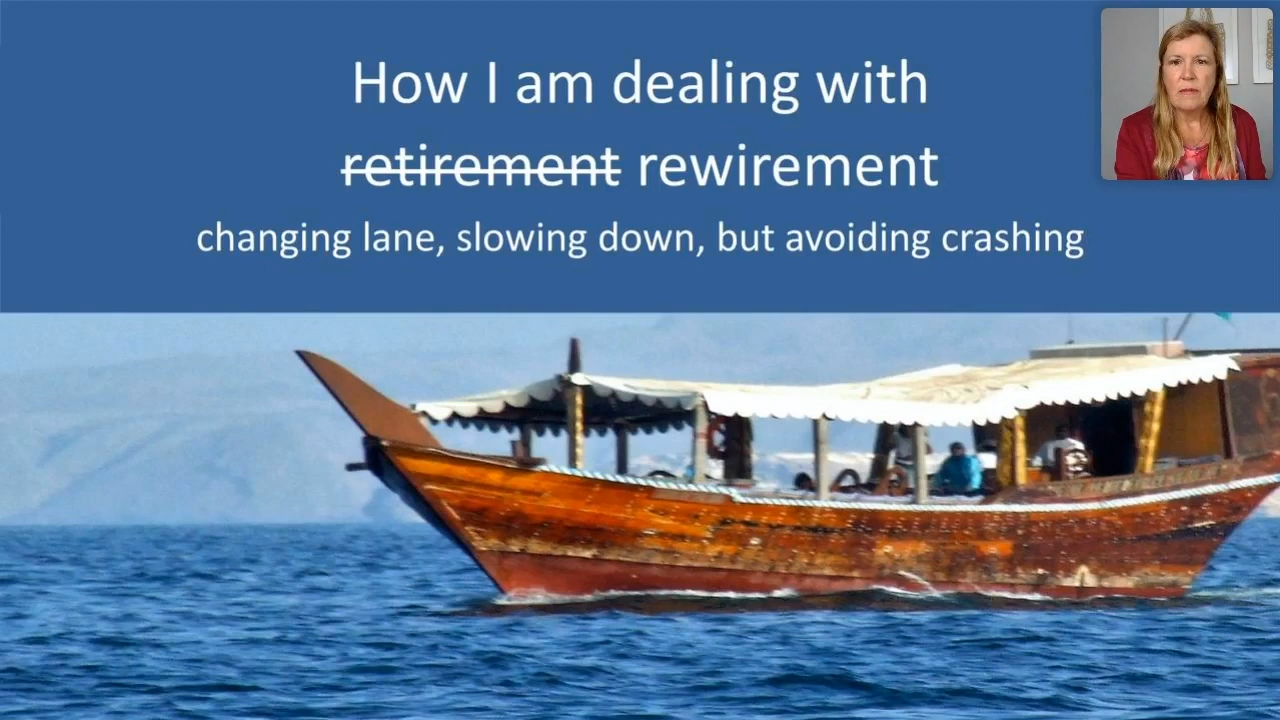 How I am dealing with
retirement rewirement
changing lane, slowing down, but avoiding crashing